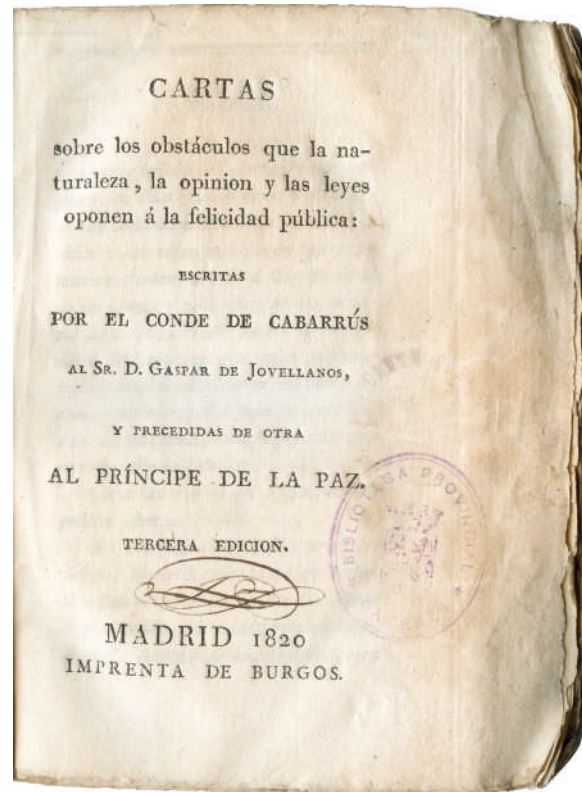 CARTAS
sobre los obstáculos que la na-
turaleza, la opinion y las leyes
oponen á la felicidad pública:
ESCRITAS
POR EL CONDE DE CABARRÚS
AL SR. D. GASPAR DE JOVELLANOS,
Y PRECEDIDAS DE OTRA
AL PRÍNCIPE DE LA PAZ.
TERCERA EDICION.
MADRID 1820
IMPRENTA DE BURGOS.
BIBLIOTECA PROVINCIAL